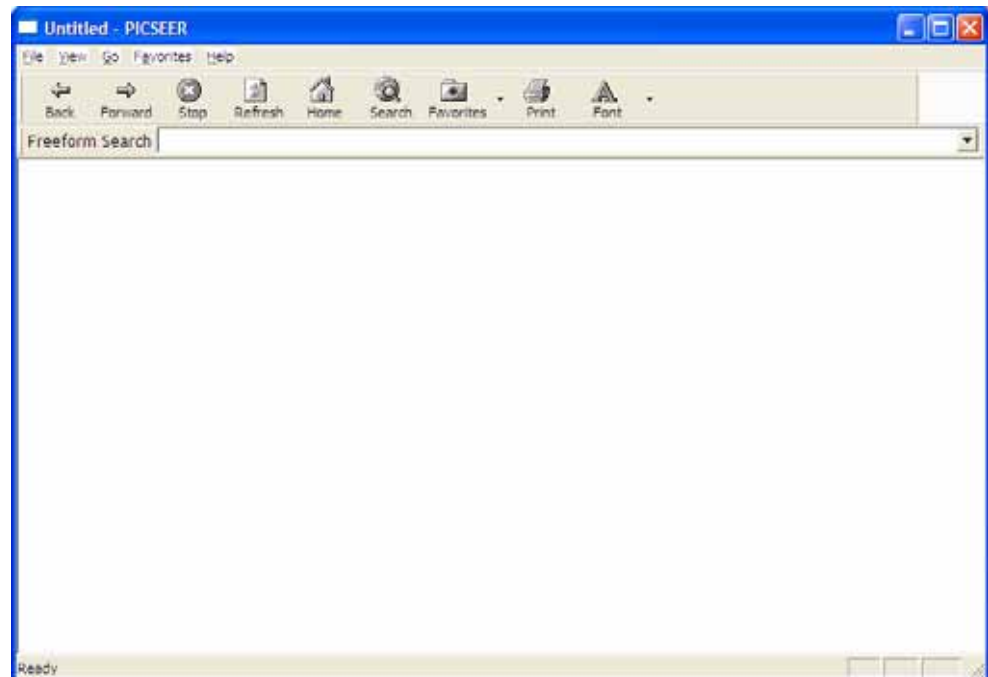 Untitled - PICSEER
File View Go Favorites Help
Back Forward Stop Refresh Home Search Favorites Print Font
Freeform Search
Ready